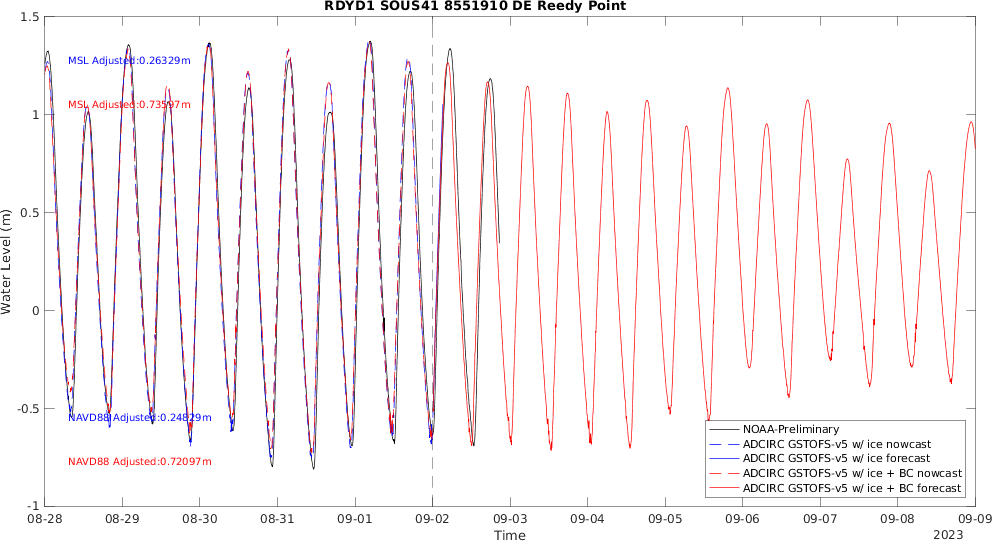 RDYD1 SOUS41 8551910 DE Reedy Point
Water Level (m)
1.5
1
0.5
0
-0.5
-1
MSL Adjusted:0.26329m
MSL Adjusted:0.73597m
NAVD88 Adjusted:0.24829m
NAVD88 Adjusted:0.72097m
NOAA-Preliminary
ADCIRC GSTOFS-v5 w/ ice nowcast
ADCIRC GSTOFS-v5 w/ ice forecast
ADCIRC GSTOFS-v5 w/ ice + BC nowcast
ADCIRC GSTOFS-v5 w/ ice + BC forecast
08-28 08-29 08-30 08-31 09-01 09-02 09-03 09-04 09-05 09-06 09-07 09-08 09-09
Time
2023